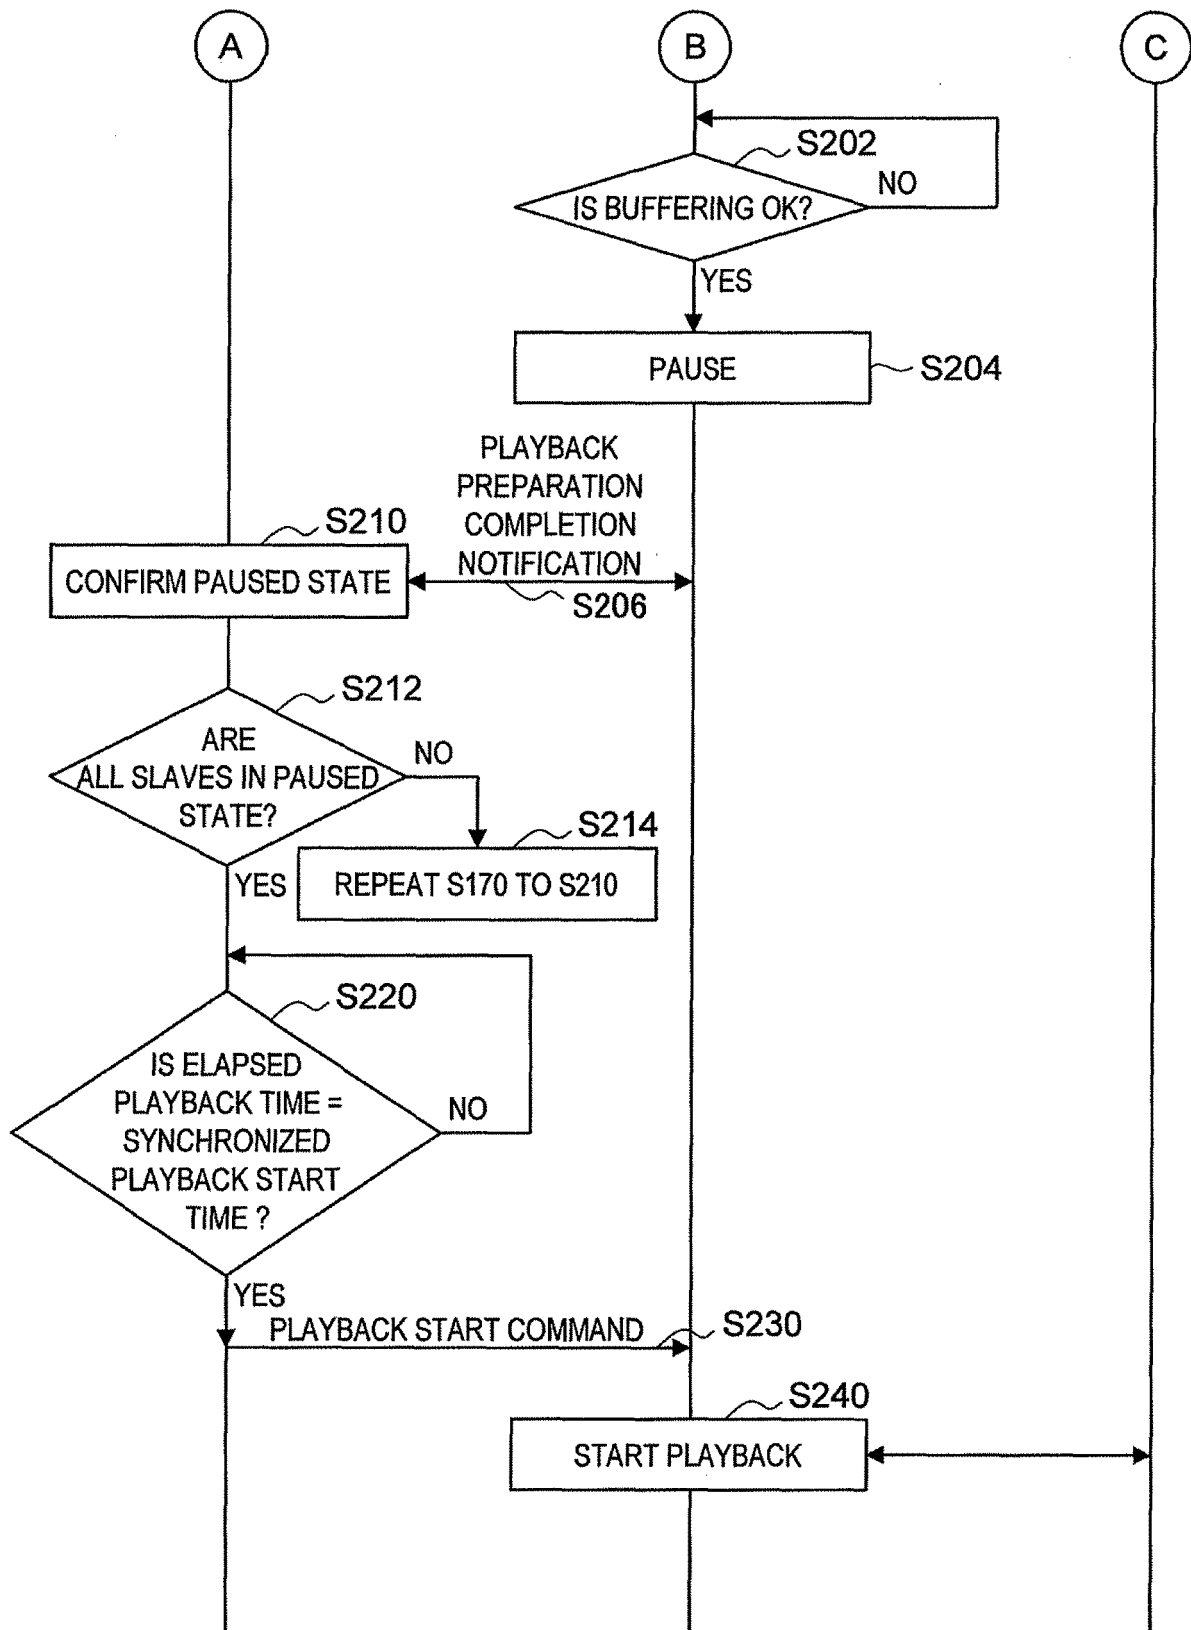 A
B
C
S202
NO
IS BUFFERING OK?
YES
PAUSE
S204
PLAYBACK
PREPARATION
COMPLETION
NOTIFICATION
S210
CONFIRM PAUSED STATE
S206
S212
ARE
ALL SLAVES IN PAUSED
STATE?
NO
S214
YES
REPEAT S170 TO S210
S220
IS ELAPSED
PLAYBACK TIME =
SYNCHRONIZED
PLAYBACK START
TIME ?
NO
YES
PLAYBACK START COMMAND
S230
S240
START PLAYBACK